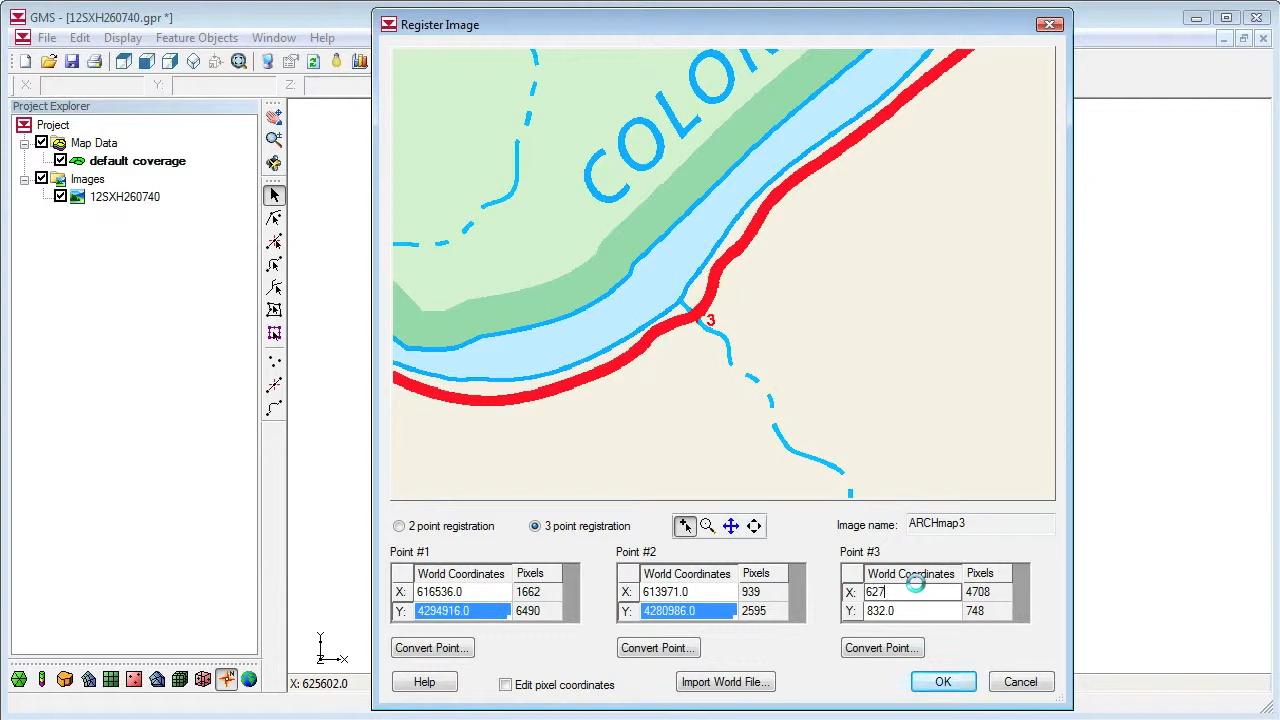 GMS - [12SXH260740.gpr *]
File Edit Display Feature Objects Window Help
X: Y: Z:
Project Explorer
Project
Map Data
default coverage
Images
12SXH260740
X: 625602.0
Register Image
COLO
3
2 point registration
3 point registration
Image name: ARCHmap3
Point #1
World Coordinates Pixels
X: 616536.0 1662
Y: 4294916.0 6490
Convert Point...
Point #2
World Coordinates Pixels
X: 613971.0 939
Y: 4280986.0 2595
Convert Point...
Point #3
World Coordinates Pixels
X: 627 4708
Y: 832.0 748
Convert Point...
Help
Edit pixel coordinates
Import World File...
OK
Cancel
Y
Z X